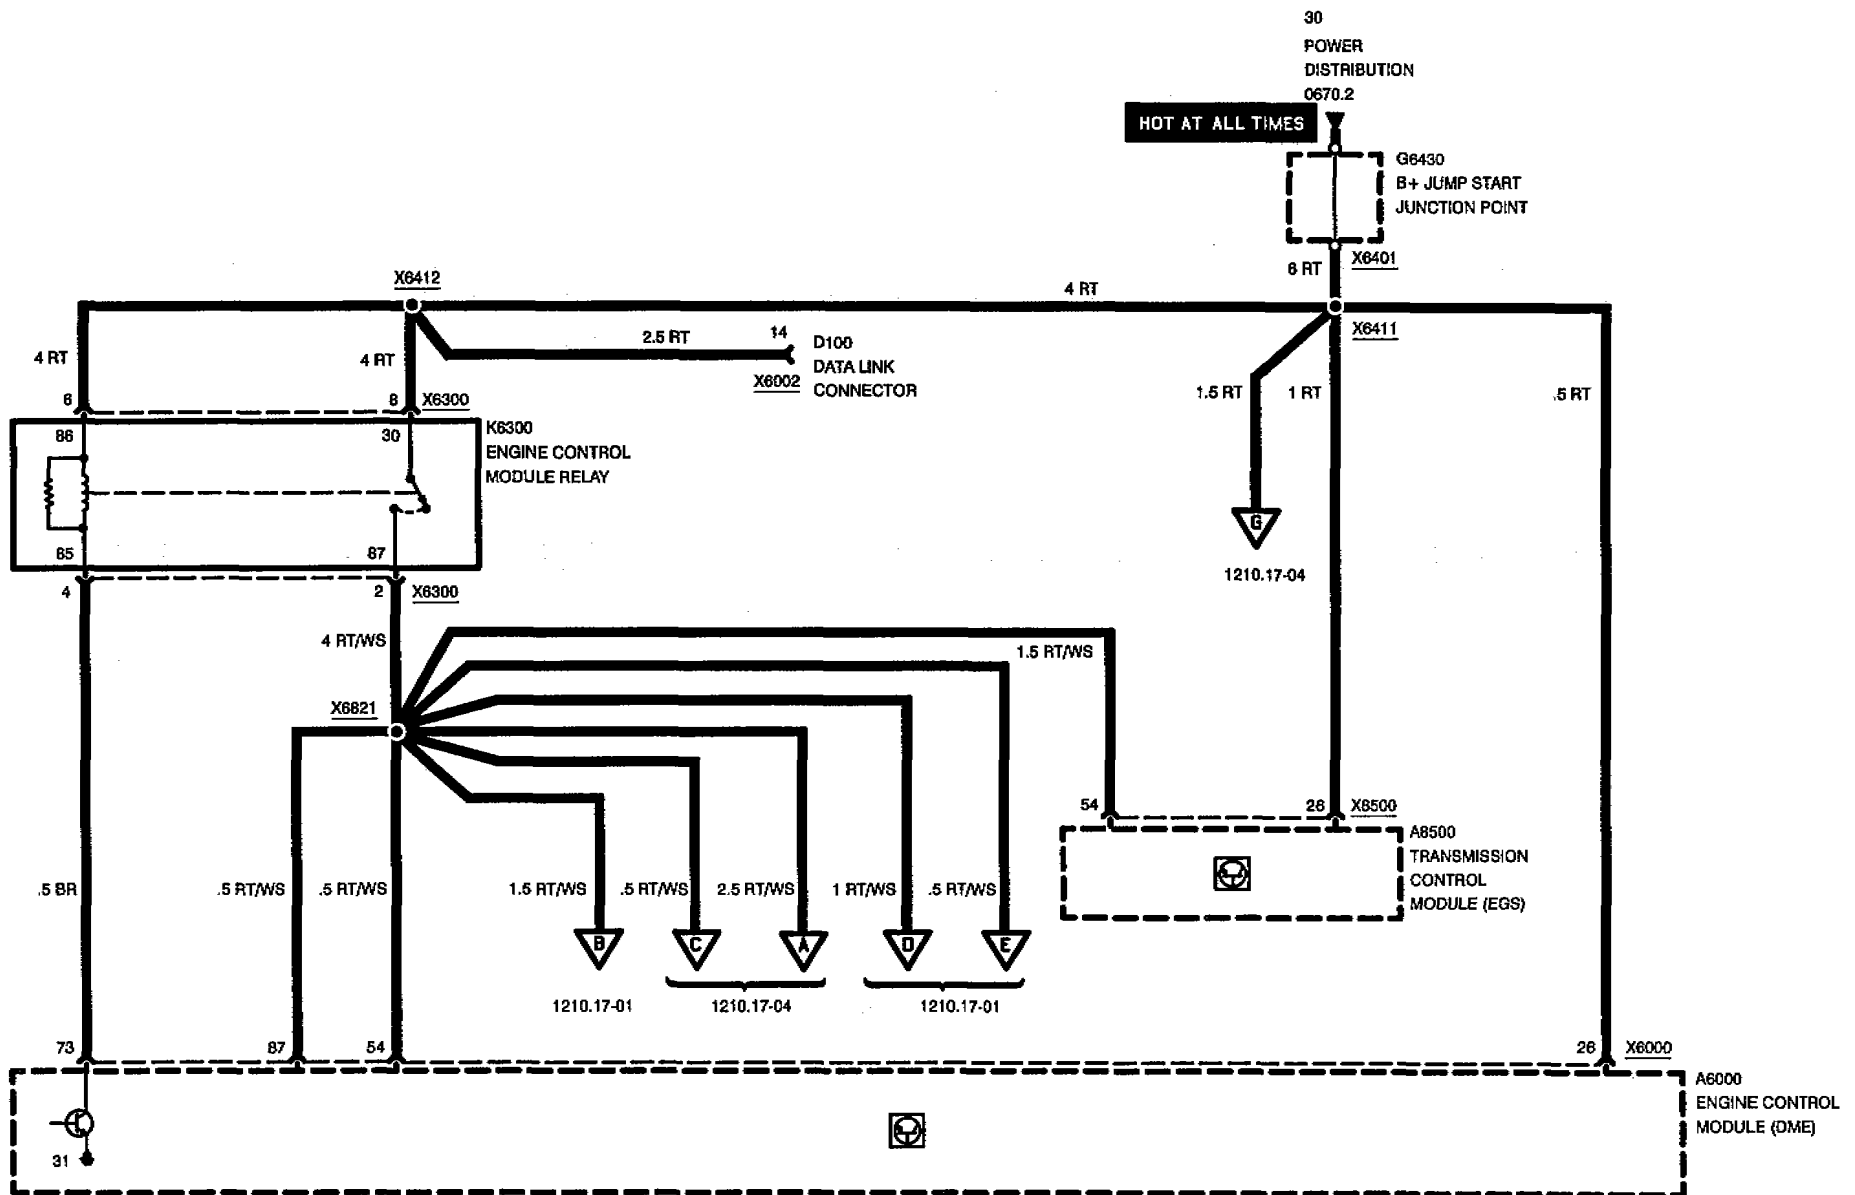 30
POWER
DISTRIBUTION
0670.2
HOT AT ALL TIMES
G6430
B+ JUMP START
JUNCTION POINT
X6401
6 RT
X6412
4 RT
X6411
2.5 RT
14
D100
DATA LINK
CONNECTOR
X6002
4 RT
4 RT
1.5 RT
1 RT
.5 RT
6
8
X6300
86
30
K6300
ENGINE CONTROL
MODULE RELAY
G
85
87
1210.17-04
4
2
X6300
4 RT/WS
1.5 RT/WS
X6821
54
26
X8500
A8500
TRANSMISSION
CONTROL
MODULE (EGS)
.5 BR
.5 RT/WS
.5 RT/WS
1.5 RT/WS
.5 RT/WS
2.5 RT/WS
1 RT/WS
.5 RT/WS
B
C
A
D
E
1210.17-01
1210.17-04
1210.17-01
73
87
54
26
X6000
A6000
ENGINE CONTROL
MODULE (DME)
31